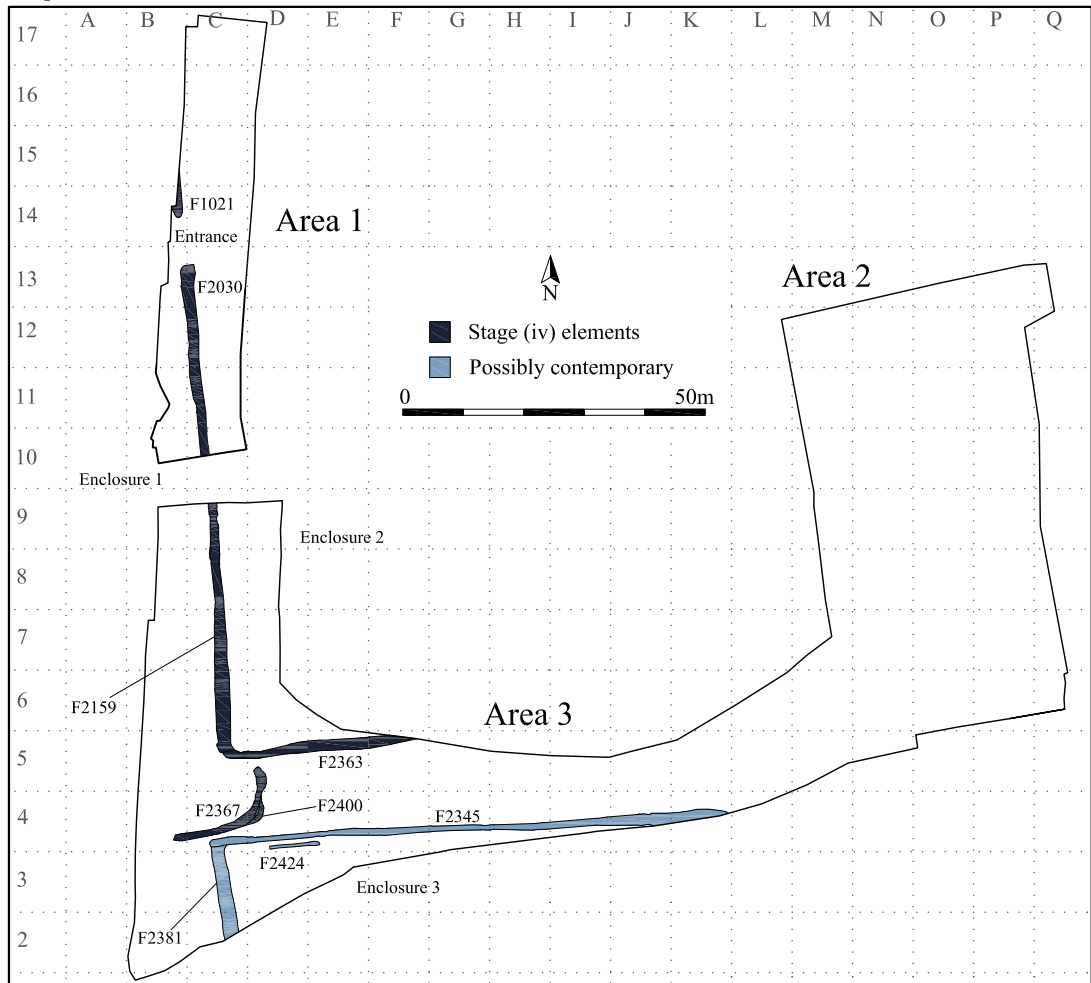 A B C D E F G H I J K L M N O P Q
17
16
15
14
F1021
Area 1
Entrance
13
F2030
N
Area 2
12
Stage (iv) elements
Possibly contemporary
11
0 50m
10
Enclosure 1
9
Enclosure 2
8
7
6
F2159
Area 3
5
F2363
4
F2367
F2400
F2345
F2424
3
Enclosure 3
2
F2381